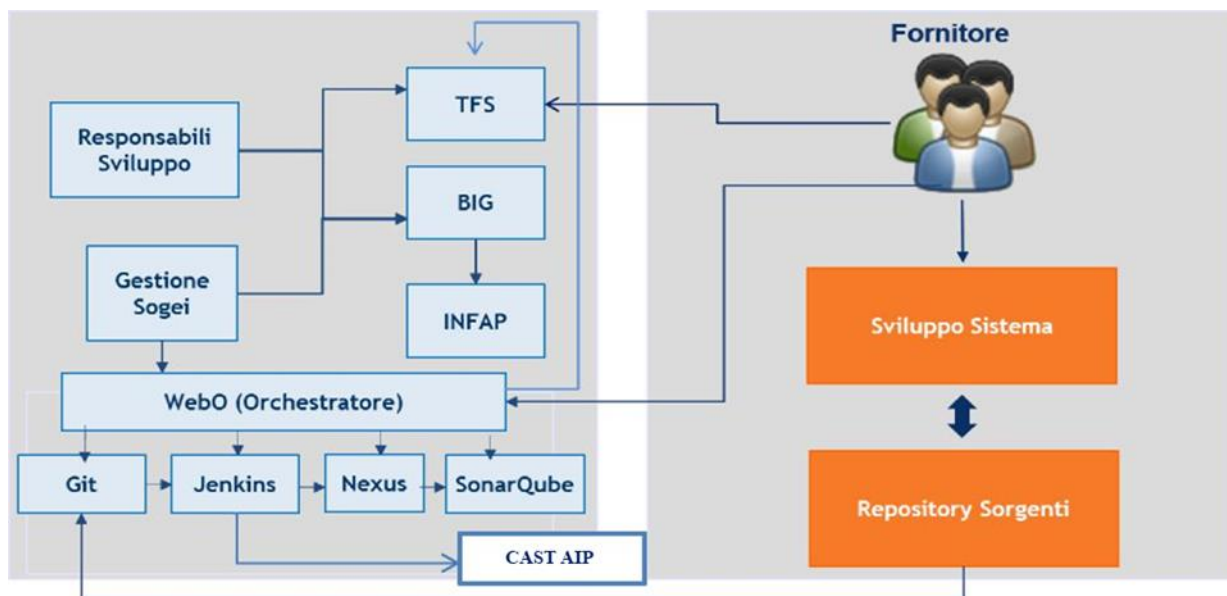 Fornitore
TFS
Responsabili
Sviluppo
BIG
Gestione
Sogei
INFAP
Sviluppo Sistema
WebO (Orchestratore)
Git
Jenkins
Nexus
SonarQube
Repository Sorgenti
CAST AIP